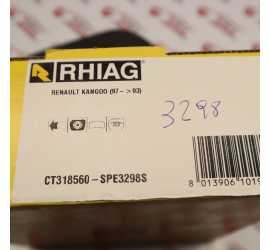 RHIAG
RENAULT KANGOO (97- > 03)
3298
CT318560-SPE3298S
8 013906 101